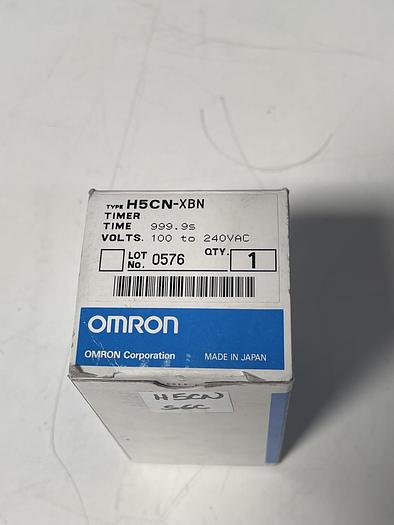 TYPE H5CN-XBN
TIMER
TIME 999.9s
VOLTS. 100 to 240VAC
LOT No. 0576 QTY. 1
OMRON
OMRON Corporation MADE IN JAPAN
H5CN
SEC